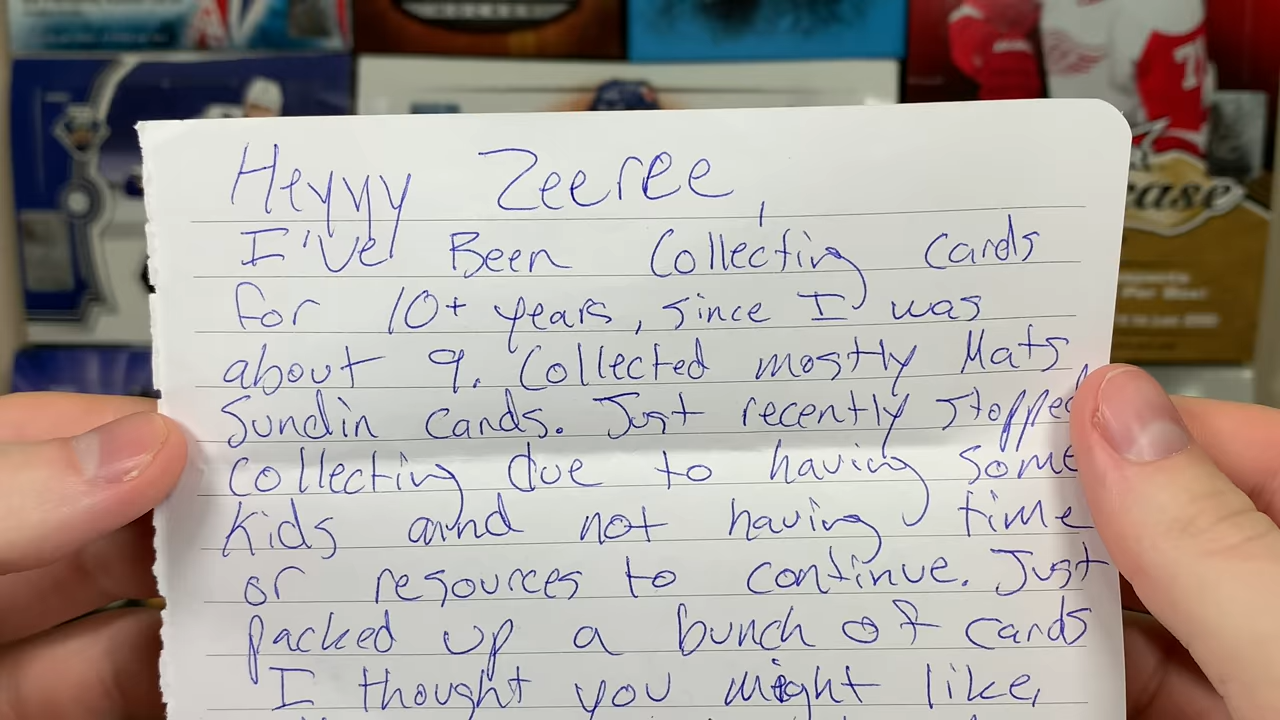 Heyyy Zeeree,
I've Been Collecting cards
for 10+ years, since I was
about 9. Collected mostly Mats
Sundin cards. Just recently stopped
collecting due to having some
kids and not having time
or resources to continue. Just
packed up a bunch of cards
I thought you might like,
71